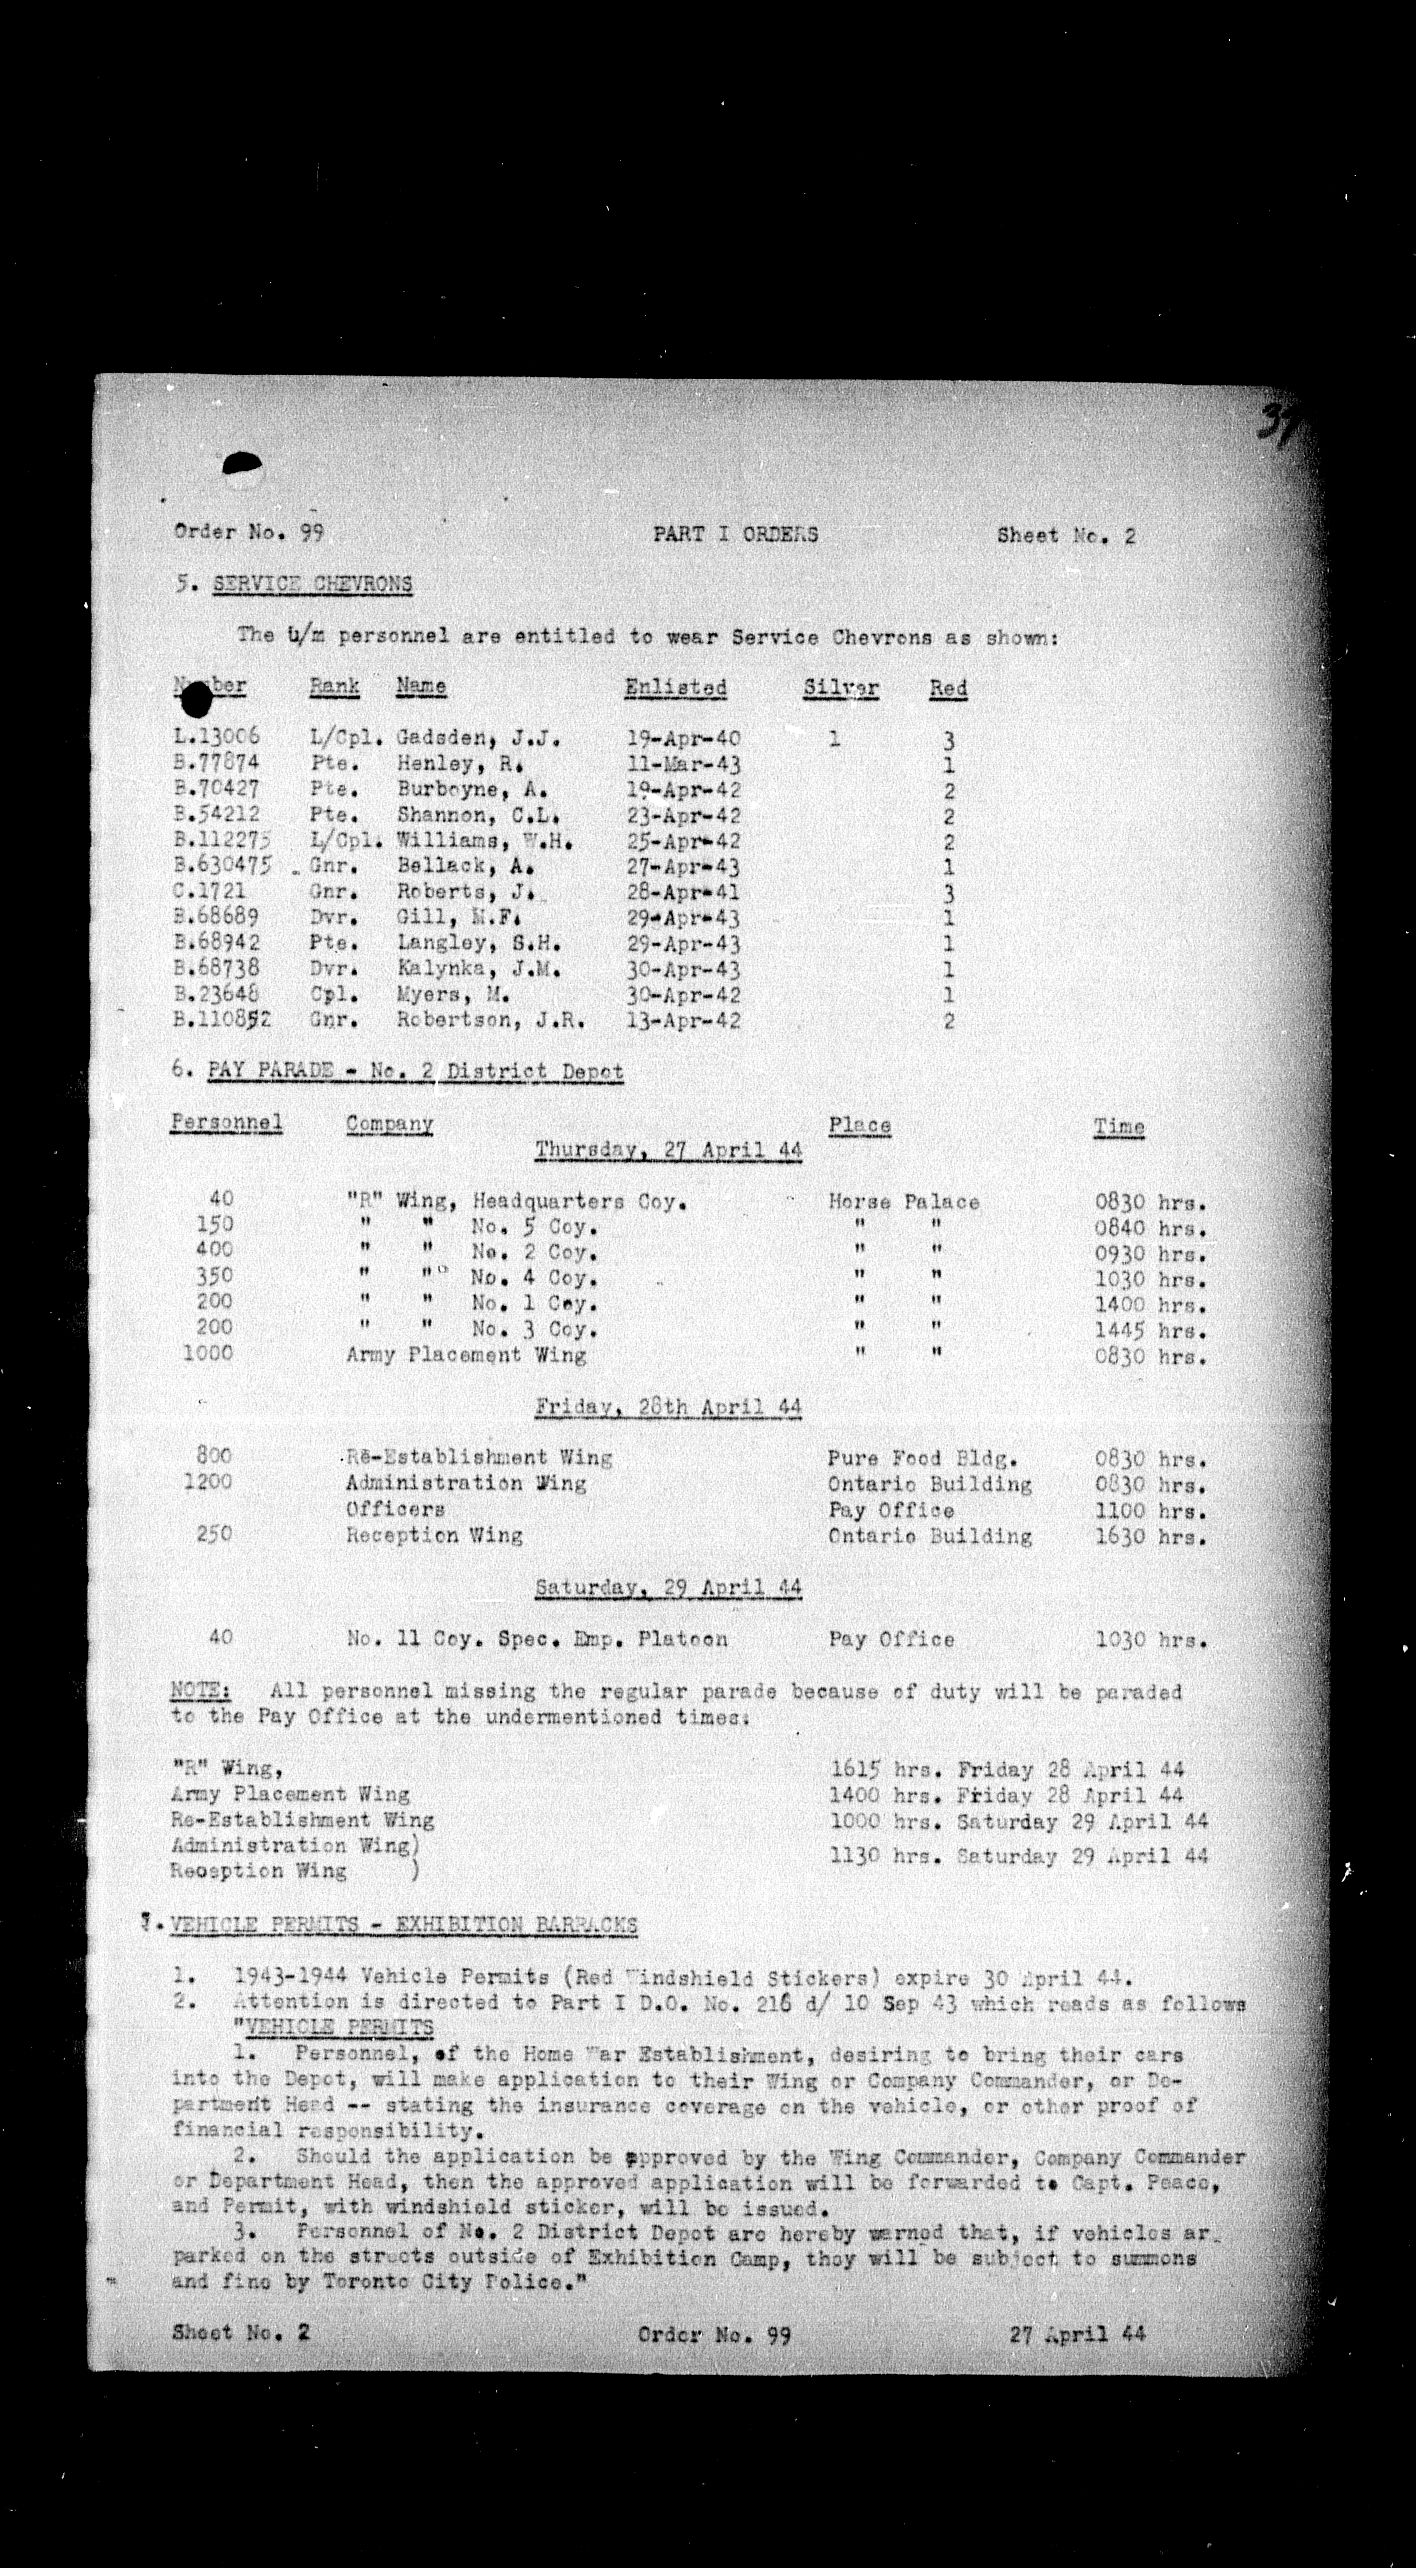 Order No. 99 PART I ORDERS Sheet No. 2
5. SERVICE CHEVRONS
The u/m personnel are entitled to wear Service Chevrons as shown:
Number Rank Name Enlisted Silver Red
L.13006 L/Cpl. Gadsden, J.J. 19-Apr-40 1 3
B.77874 Pte. Henley, R. 11-Mar-43 1
B.70427 Pte. Burboyne, A. 19-Apr-42 2
B.54212 Pte. Shannon, C.L. 23-Apr-42 2
B.112275 L/Cpl. Williams, W.H. 25-Apr-42 2
B.630475 Gnr. Bellack, A. 27-Apr-43 1
C.1721 Gnr. Roberts, J. 28-Apr-41 3
B.68689 Dvr. Gill, M.F. 29-Apr-43 1
B.68942 Pte. Langley, S.H. 29-Apr-43 1
B.68738 Dvr. Kalynka, J.M. 30-Apr-43 1
B.23648 Cpl. Myers, M. 30-Apr-42 1
B.110852 Gnr. Robertson, J.R. 13-Apr-42 2
6. PAY PARADE - No. 2 District Depot
Personnel Company Place Time
Thursday, 27 April 44
40 "R" Wing, Headquarters Coy. Horse Palace 0830 hrs.
150 " " No. 5 Coy. " " 0840 hrs.
400 " " No. 2 Coy. " " 0930 hrs.
350 " " No. 4 Coy. " " 1030 hrs.
200 " " No. 1 Coy. " " 1400 hrs.
200 " " No. 3 Coy. " " 1445 hrs.
1000 Army Placement Wing " " 0830 hrs.
Friday, 28th April 44
800 Re-Establishment Wing Pure Food Bldg. 0830 hrs.
1200 Administration Wing Ontario Building 0830 hrs.
Officers Pay Office 1100 hrs.
250 Reception Wing Ontario Building 1630 hrs.
Saturday, 29 April 44
40 No. 11 Coy. Spec. Emp. Platoon Pay Office 1030 hrs.
NOTE: All personnel missing the regular parade because of duty will be paraded
to the Pay Office at the undermentioned times:
"R" Wing, 1615 hrs. Friday 28 April 44
Army Placement Wing 1400 hrs. Friday 28 April 44
Re-Establishment Wing 1000 hrs. Saturday 29 April 44
Administration Wing)
Reception Wing ) 1130 hrs. Saturday 29 April 44
7. VEHICLE PERMITS - EXHIBITION BARRACKS
1. 1943-1944 Vehicle Permits (Red Windshield Stickers) expire 30 April 44.
2. Attention is directed to Part I D.O. No. 216 d/ 10 Sep 43 which reads as follows
"VEHICLE PERMITS
1. Personnel, of the Home War Establishment, desiring to bring their cars
into the Depot, will make application to their Wing or Company Commander, or De-
partment Head -- stating the insurance coverage on the vehicle, or other proof of
financial responsibility.
2. Should the application be approved by the Wing Commander, Company Commander
or Department Head, then the approved application will be forwarded to Capt. Peace,
and Permit, with windshield sticker, will be issued.
3. Personnel of No. 2 District Depot are hereby warned that, if vehicles ar
parked on the streets outside of Exhibition Camp, they will be subject to summons
and fine by Toronto City Police."
Sheet No. 2 Order No. 99 27 April 44